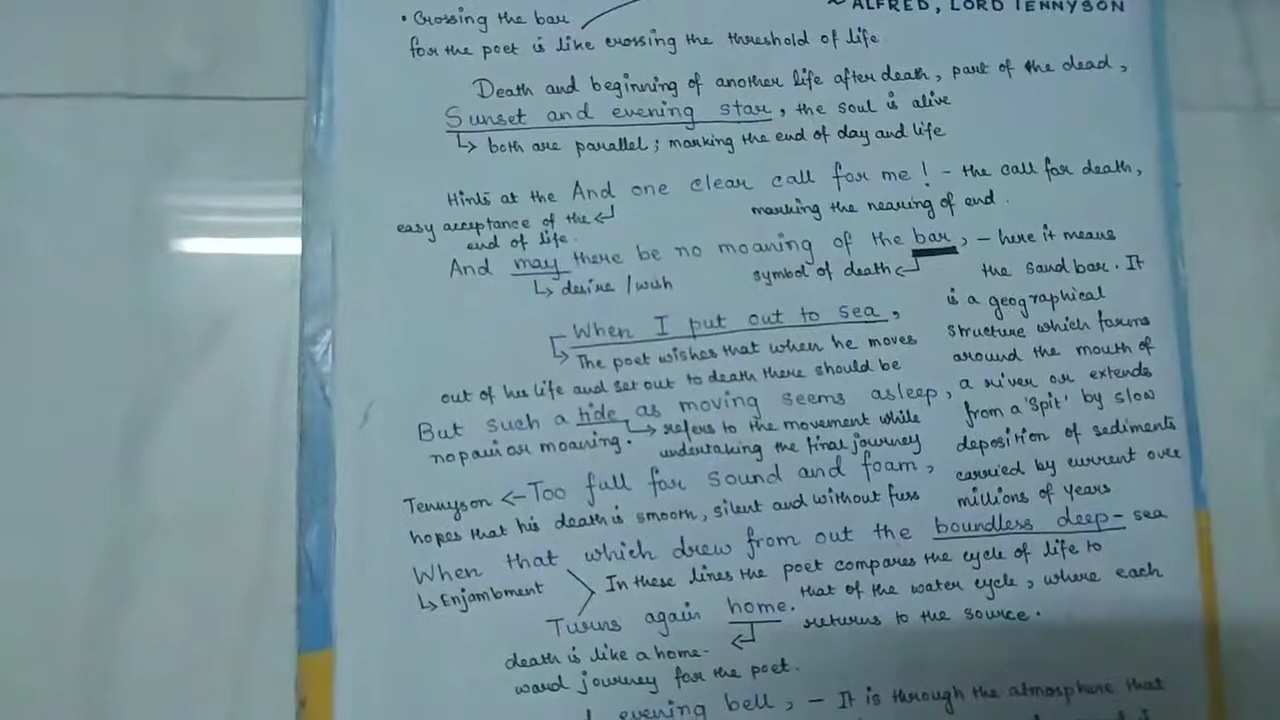 ~ ALFRED, LORD TENNYSON
• Crossing the bar
for the poet is like crossing the threshold of life
Death and beginning of another life after death, part of the dead,
Sunset and evening star, the soul is alive
↳ both are parallel; marking the end of day and life
Hints at the And one clear call for me! - the call for death,
easy acceptance of the ↲ marking the nearing of end.
end of life.
And may there be no moaning of the bar, - here it means
↳ desire / wish symbol of death ↲ the sand bar. It
When I put out to sea, is a geographical
↳ The poet wishes that when he moves structure which forms
out of his life and set out to death there should be around the mouth of
But such a tide as moving seems asleep, a river or extends
no pain or moaning. ↳ refers to the movement while from a 'spit' by slow
undertaking the final journey deposition of sediments
Tennyson ← Too full for sound and foam, carried by current over
hopes that his death is smooth, silent and without fuss millions of years
When that which drew from out the boundless deep - sea
↳ Enjambment In these lines the poet compares the cycle of life to
Turns again home. that of the water cycle, where each
↲ returns to the source.
death is like a home-
ward journey for the poet.
evening bell, - It is through the atmosphere that